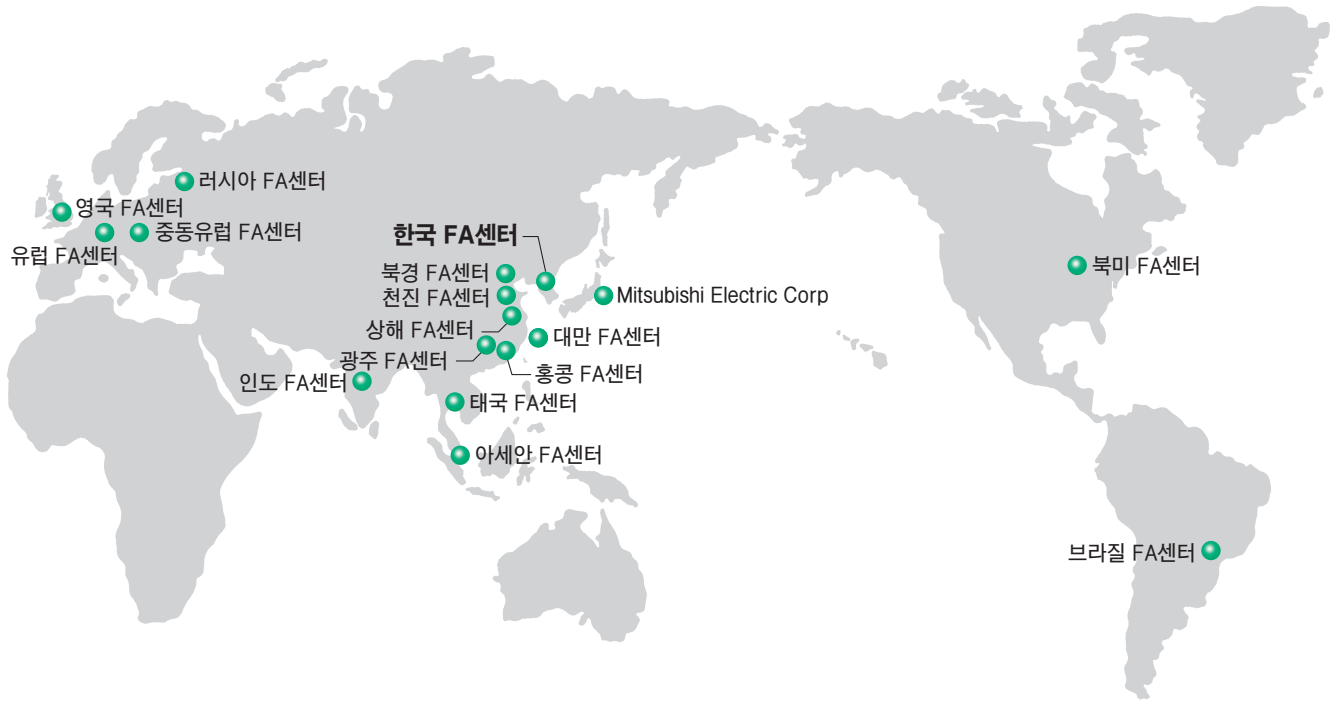 러시아 FA센터
영국 FA센터
중동유럽 FA센터
유럽 FA센터
한국 FA센터
북경 FA센터
천진 FA센터
상해 FA센터
광주 FA센터
인도 FA센터
Mitsubishi Electric Corp
대만 FA센터
홍콩 FA센터
태국 FA센터
아세안 FA센터
북미 FA센터
브라질 FA센터